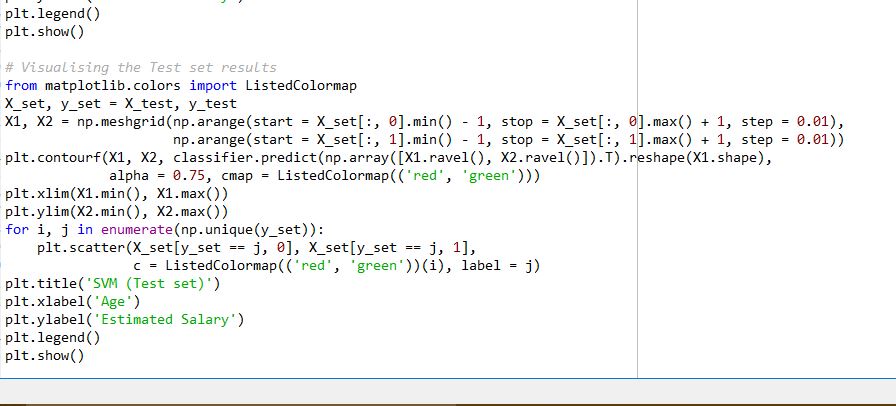 plt.legend()
plt.show()
# Visualising the Test set results
from matplotlib.colors import ListedColormap
X_set, y_set = X_test, y_test
X1, X2 = np.meshgrid(np.arange(start = X_set[:, 0].min() - 1, stop = X_set[:, 0].max() + 1, step = 0.01),
                     np.arange(start = X_set[:, 1].min() - 1, stop = X_set[:, 1].max() + 1, step = 0.01))
plt.contourf(X1, X2, classifier.predict(np.array([X1.ravel(), X2.ravel()]).T).reshape(X1.shape),
             alpha = 0.75, cmap = ListedColormap(('red', 'green')))
plt.xlim(X1.min(), X1.max())
plt.ylim(X2.min(), X2.max())
for i, j in enumerate(np.unique(y_set)):
    plt.scatter(X_set[y_set == j, 0], X_set[y_set == j, 1],
                c = ListedColormap(('red', 'green'))(i), label = j)
plt.title('SVM (Test set)')
plt.xlabel('Age')
plt.ylabel('Estimated Salary')
plt.legend()
plt.show()